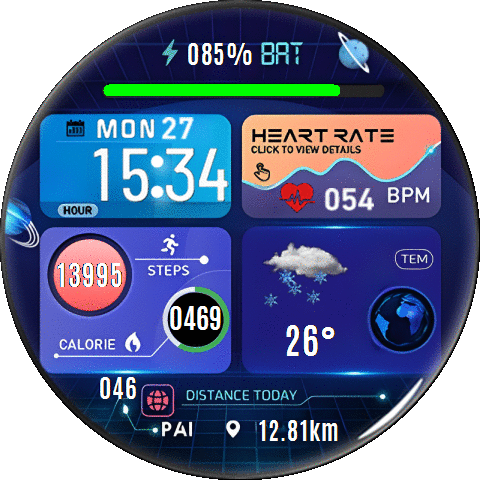 085% BAT
MON 27
15:34
HOUR
HEART RATE
CLICK TO VIEW DETAILS
054 BPM
13995
STEPS
0469
CALORIE
TEM
26°
046
PAI
DISTANCE TODAY
12.81km